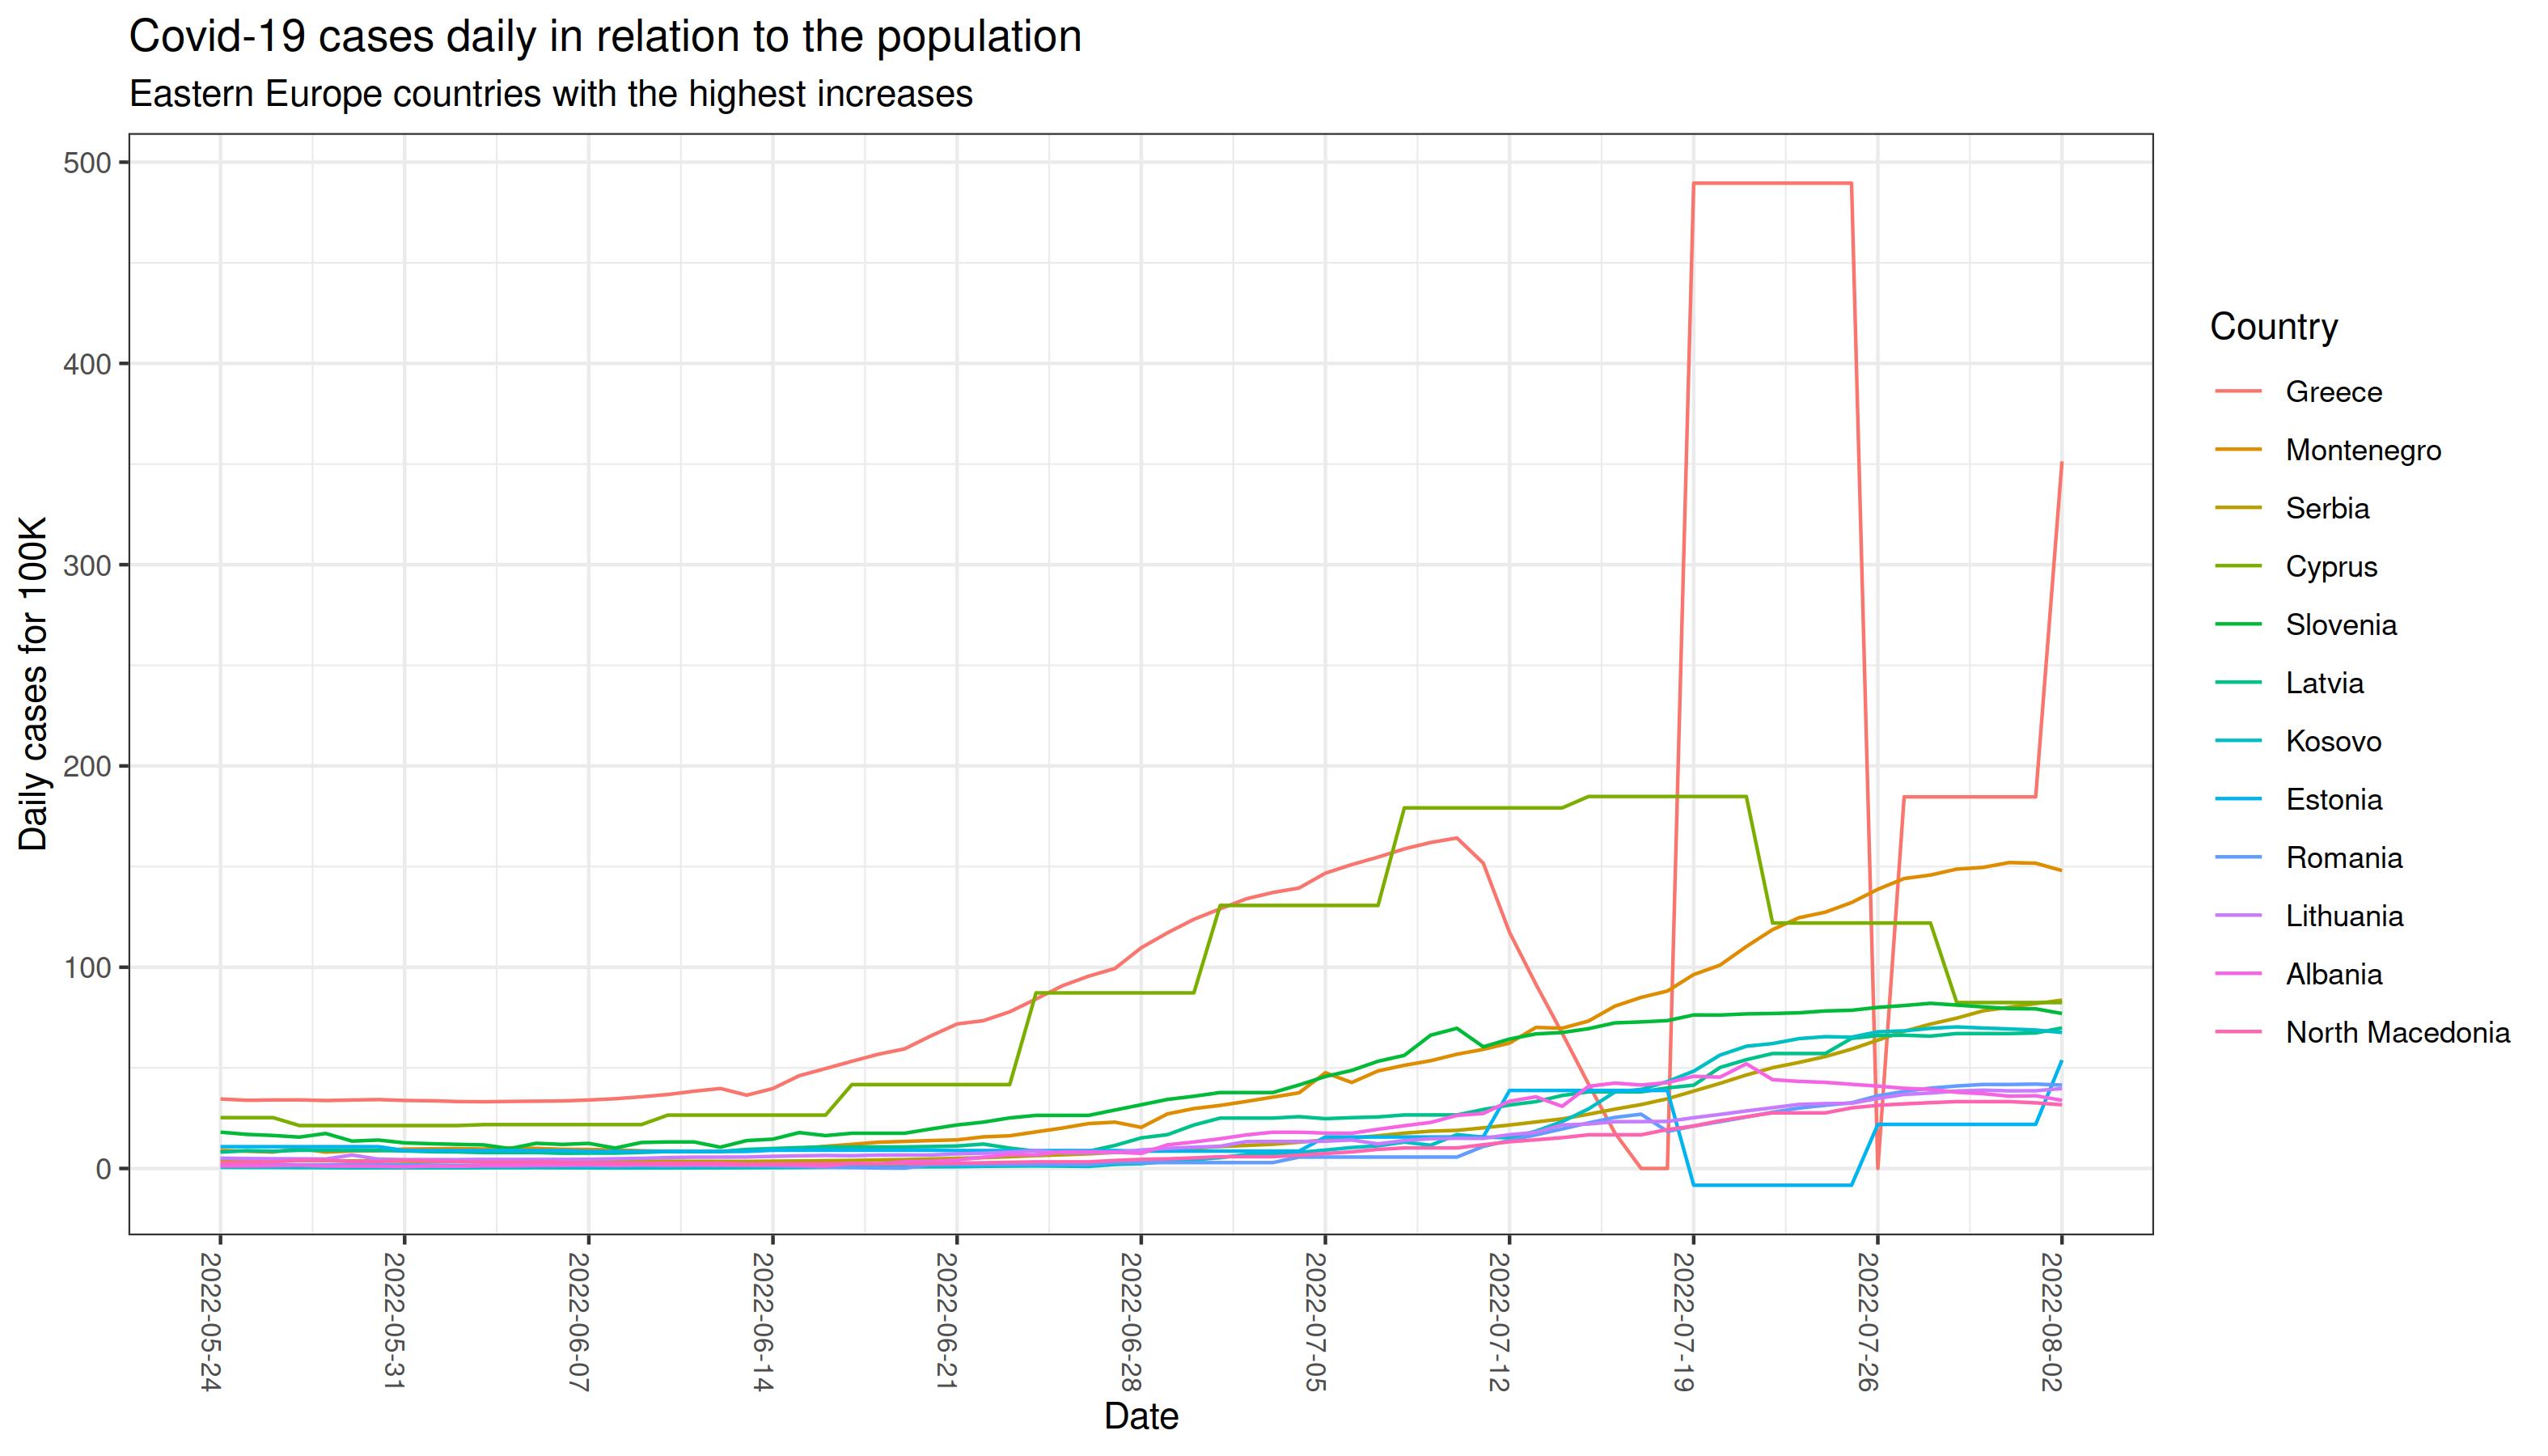 Covid-19 cases daily in relation to the population
Eastern Europe countries with the highest increases
Daily cases for 100K
500
400
300
200
100
0
2022-05-24
2022-05-31
2022-06-07
2022-06-14
2022-06-21
2022-06-28
2022-07-05
2022-07-12
2022-07-19
2022-07-26
2022-08-02
Date
Country
Greece
Montenegro
Serbia
Cyprus
Slovenia
Latvia
Kosovo
Estonia
Romania
Lithuania
Albania
North Macedonia